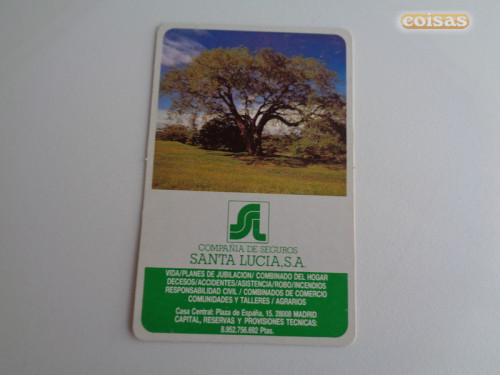 coisas
SL
COMPAÑIA DE SEGUROS
SANTA LUCIA, S.A.
VIDA/PLANES DE JUBILACION/ COMBINADO DEL HOGAR
DECESOS/ACCIDENTES/ASISTENCIA/ROBO/INCENDIOS
RESPONSABILIDAD CIVIL / COMBINADOS DE COMERCIO
COMUNIDADES Y TALLERES / AGRARIOS
Casa Central: Plaza de España, 15. 28008 MADRID
CAPITAL, RESERVAS Y PROVISIONES TECNICAS:
8.952.756.692 Ptas.